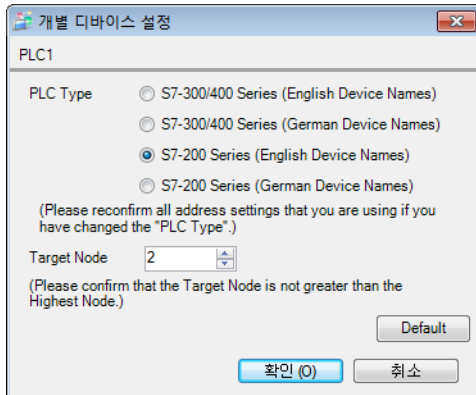 개별 디바이스 설정
PLC1
PLC Type
S7-300/400 Series (English Device Names)
S7-300/400 Series (German Device Names)
S7-200 Series (English Device Names)
S7-200 Series (German Device Names)
(Please reconfirm all address settings that you are using if you
have changed the "PLC Type".)
Target Node 2
(Please confirm that the Target Node is not greater than the
Highest Node.)
Default
확인 (O) 취소